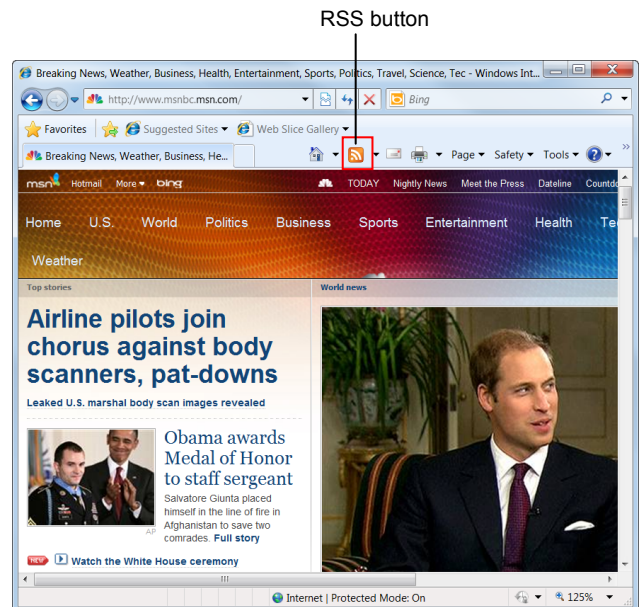 RSS button
Breaking News, Weather, Business, Health, Entertainment, Sports, Politics, Travel, Science, Tec - Windows Int...
http://www.msnbc.msn.com/
Bing
Favorites Suggested Sites Web Slice Gallery
Breaking News, Weather, Business, He...
Page Safety Tools
msn Hotmail More bing TODAY Nightly News Meet the Press Dateline Countdo
Home U.S. World Politics Business Sports Entertainment Health Te
Weather
Top stories
World news
Airline pilots join
chorus against body
scanners, pat-downs
Leaked U.S. marshal body scan images revealed
Obama awards
Medal of Honor
to staff sergeant
Salvatore Giunta placed
himself in the line of fire in
Afghanistan to save two
comrades. Full story
AP
NEW Watch the White House ceremony
Internet | Protected Mode: On
125%